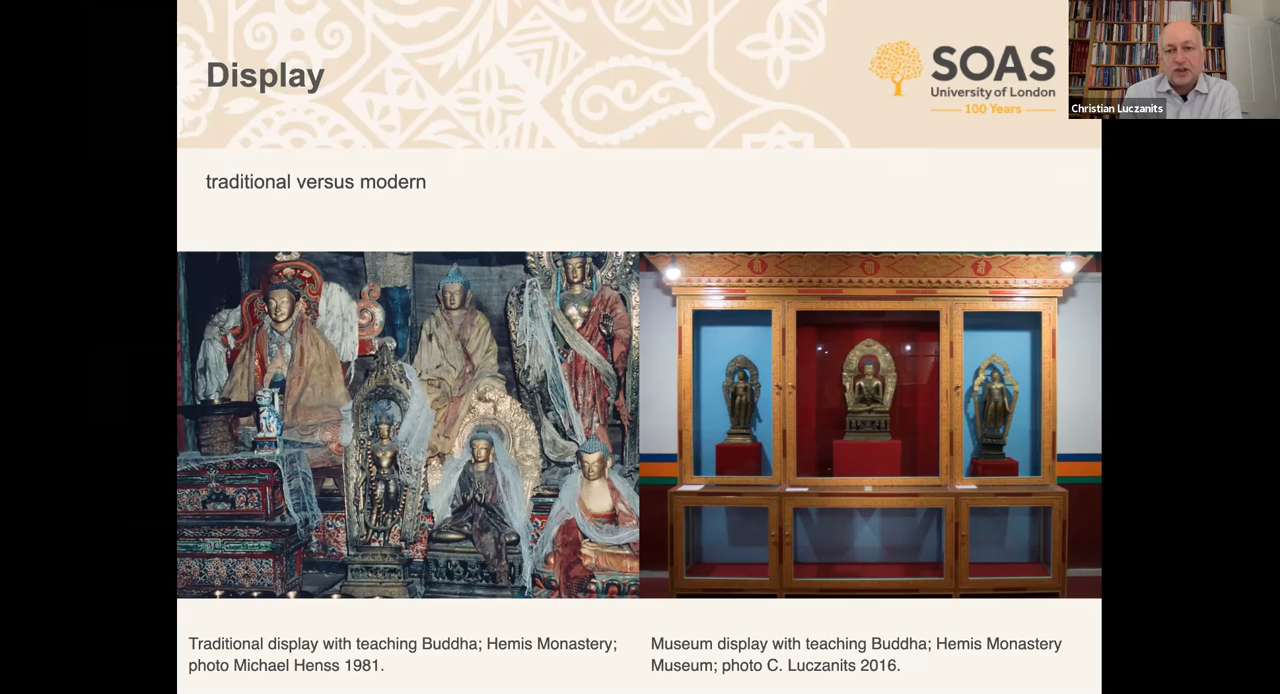 Display
SOAS
University of London
100 Years
Christian Luczanits
traditional versus modern
Traditional display with teaching Buddha; Hemis Monastery;
photo Michael Henss 1981.
Museum display with teaching Buddha; Hemis Monastery
Museum; photo C. Luczanits 2016.